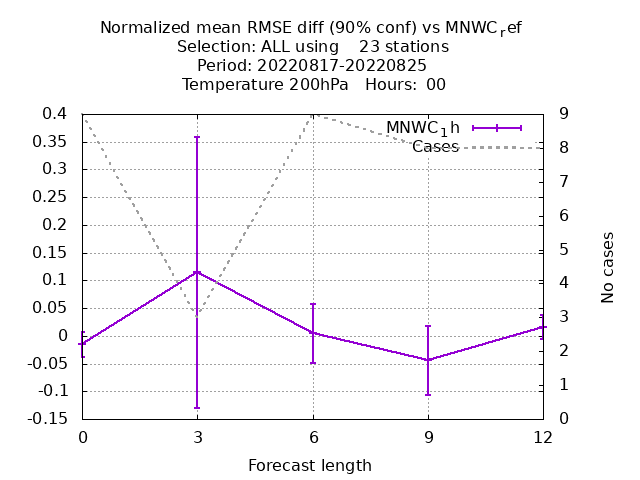 Normalized mean RMSE diff (90% conf) vs MNWC_ref
Selection: ALL using    23 stations
Period: 20220817-20220825
Temperature 200hPa   Hours: 00
MNWC_1h
Cases
0.4
0.35
0.3
0.25
0.2
0.15
0.1
0.05
0
-0.05
-0.1
-0.15
9
8
7
6
5
4
3
2
1
0
No cases
0 3 6 9 12
Forecast length